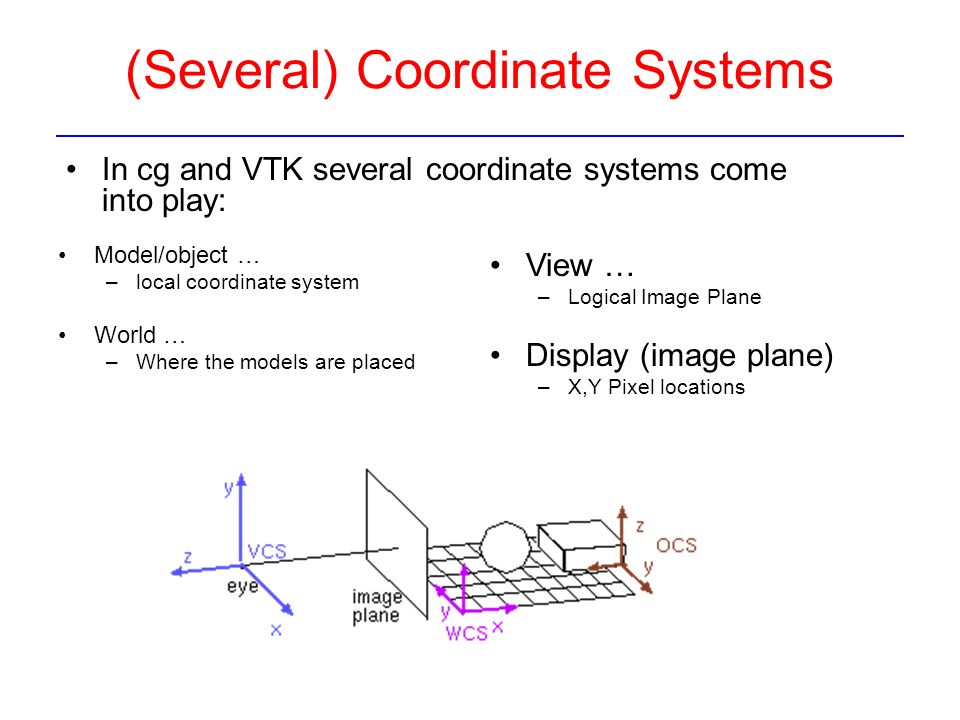 (Several) Coordinate Systems
• In cg and VTK several coordinate systems come
into play:
• Model/object …
– local coordinate system
• World …
– Where the models are placed
• View …
– Logical Image Plane
• Display (image plane)
– X,Y Pixel locations
y
z
VCS
eye
x
image
plane
y
x
WCS
z
OCS
y